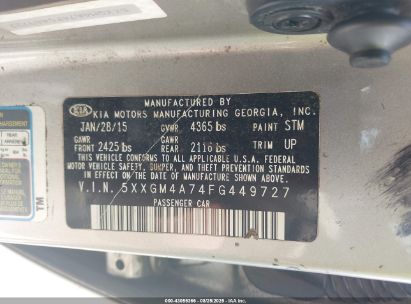 MANUFACTURED BY
KIA
KIA MOTORS MANUFACTURING GEORGIA, INC.
JAN/28/15 GVWR 4365 lbs PAINT STM
GAWR FRONT 2425 lbs GAWR REAR 2116 lbs TRIM UP
THIS VEHICLE CONFORMS TO ALL APPLICABLE U.S.A. FEDERAL
MOTOR VEHICLE SAFETY, BUMPER, AND THEFT PREVENTION STANDARDS
IN EFFECT ON THE DATE OF MANUFACTURE SHOWN ABOVE.
V.I.N. 5XXGM4A74FG449727
PASSENGER CAR
TM